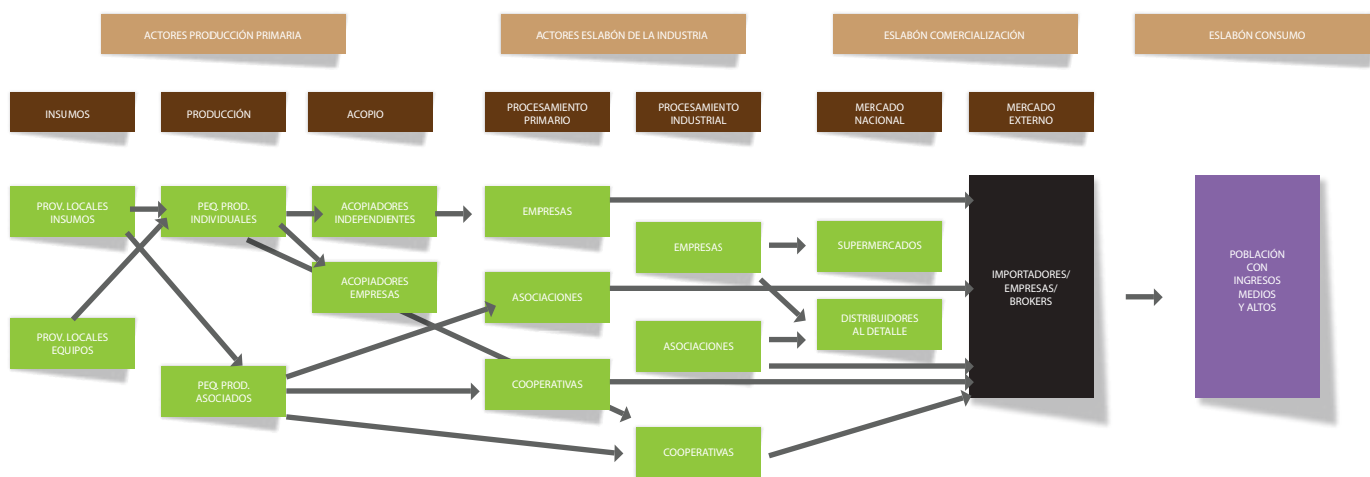 ACTORES PRODUCCIÓN PRIMARIA
ACTORES ESLABÓN DE LA INDUSTRIA
ESLABÓN COMERCIALIZACIÓN
ESLABÓN CONSUMO
INSUMOS
PRODUCCIÓN
ACOPIO
PROCESAMIENTO
PRIMARIO
PROCESAMIENTO
INDUSTRIAL
MERCADO
NACIONAL
MERCADO
EXTERNO
PROV. LOCALES
INSUMOS
PEQ. PROD.
INDIVIDUALES
ACOPIADORES
INDEPENDIENTES
EMPRESAS
EMPRESAS
SUPERMERCADOS
ACOPIADORES
EMPRESAS
ASOCIACIONES
IMPORTADORES/
EMPRESAS/
BROKERS
POBLACIÓN
CON
INGRESOS
MEDIOS
Y ALTOS
PROV. LOCALES
EQUIPOS
ASOCIACIONES
DISTRIBUIDORES
AL DETALLE
PEQ. PROD.
ASOCIADOS
COOPERATIVAS
COOPERATIVAS